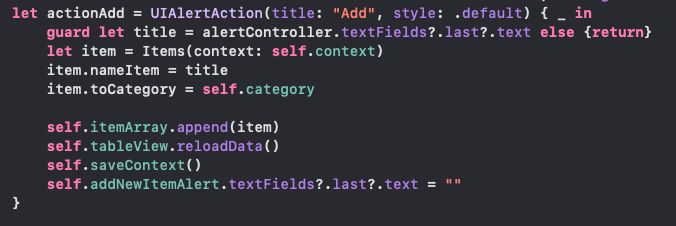 let actionAdd = UIAlertAction(title: "Add", style: .default) { _ in
    guard let title = alertController.textFields?.last?.text else {return}
    let item = Items(context: self.context)
    item.nameItem = title
    item.toCategory = self.category

    self.itemArray.append(item)
    self.tableView.reloadData()
    self.saveContext()
    self.addNewItemAlert.textFields?.last?.text = ""
}